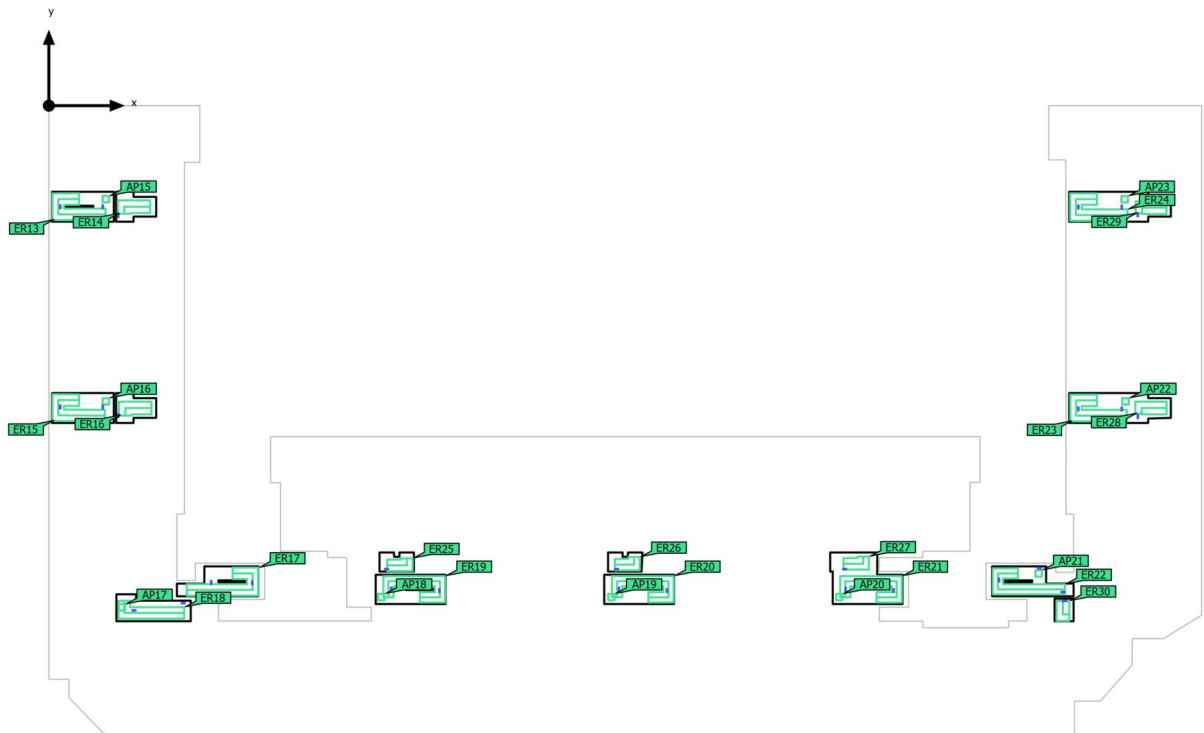 y
x
AP15
AP23
ER24
ER14
ER29
ER13
AP16
AP22
ER16
ER28
ER15
ER23
ER25
ER26
ER27
ER17
AP21
ER19
ER20
ER21
ER22
AP18
AP19
AP20
ER30
AP17
ER18